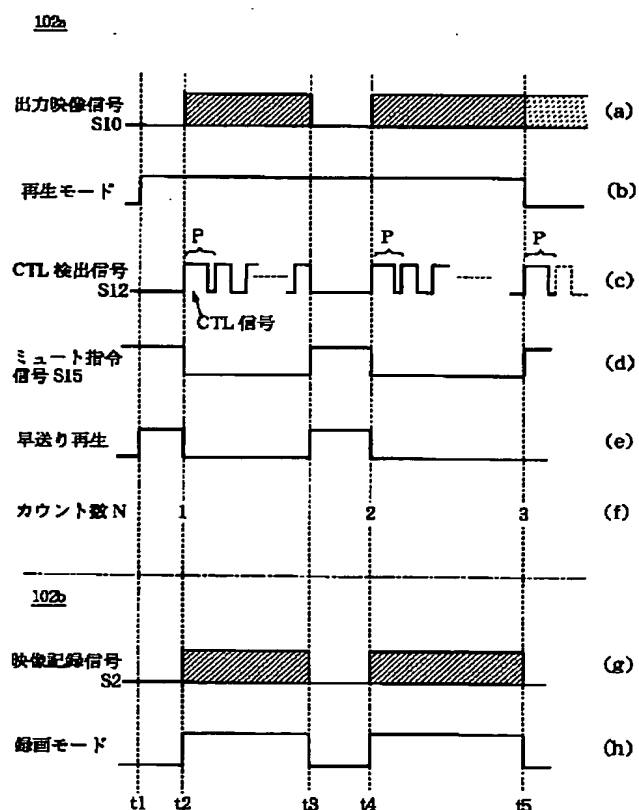 102a
出力映像信号
S10
(a)
再生モード
(b)
P
P
P
CTL 検出信号
S12
(c)
CTL 信号
ミュート指令
信号 S15
(d)
早送り再生
(e)
カウント数 N
1
2
3
(f)
102b
映像記録信号
S2
(g)
録画モード
(h)
t1
t2
t3
t4
t5